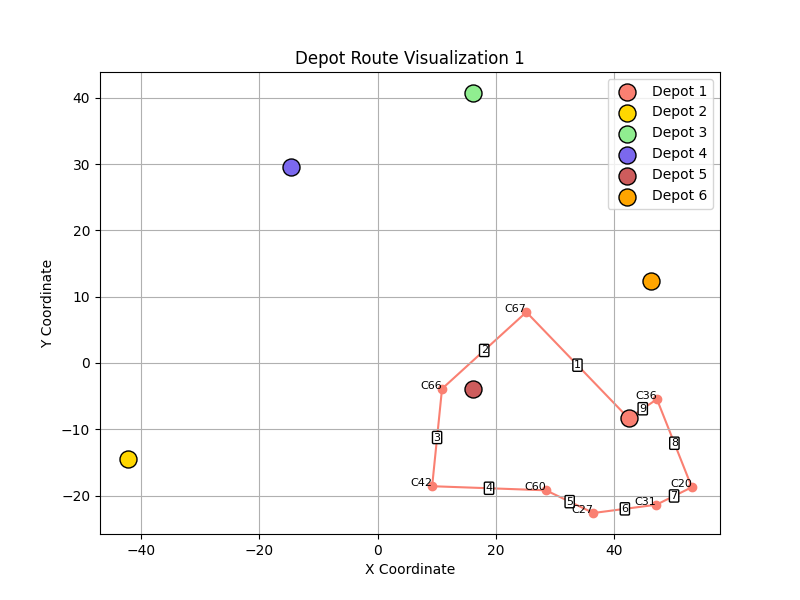 Depot Route Visualization 1
Depot 1
Depot 2
Depot 3
Depot 4
Depot 5
Depot 6
40
30
20
10
0
−10
−20
Y Coordinate
C67
2
1
C66
C36
9
3
8
C42
4
C60
C20
5
7
C31
C27
6
−40
−20
0
20
40
X Coordinate